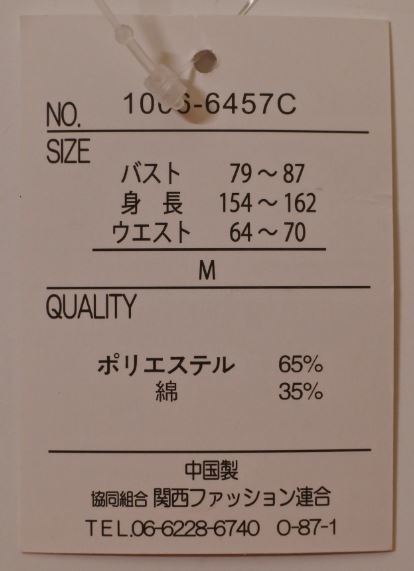 NO. 1006-6457C
SIZE
バスト 79～87
身長 154～162
ウエスト 64～70
M
QUALITY
ポリエステル 65%
綿 35%
中国製
協同組合 関西ファッション連合
TEL.06-6228-6740 O-87-1